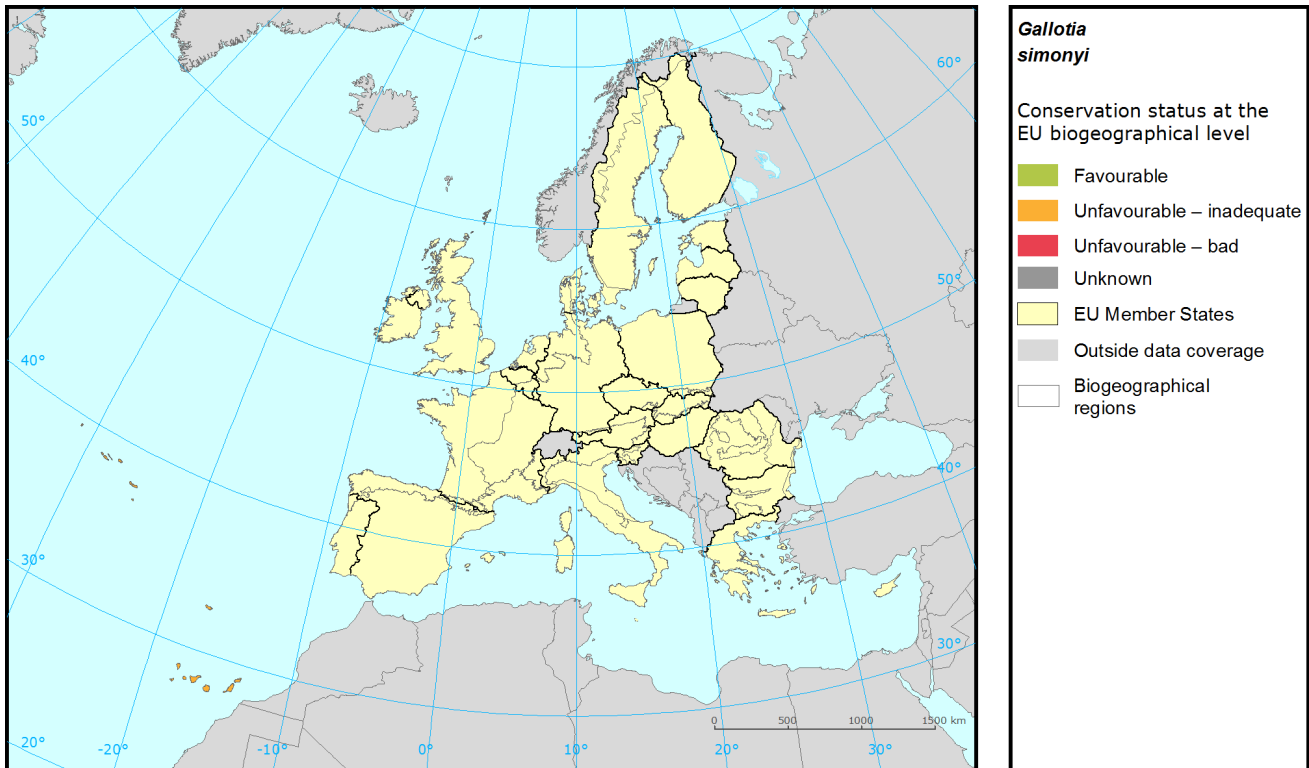 Gallotia
simonyi
Conservation status at the
EU biogeographical level
Favourable
Unfavourable – inadequate
Unfavourable – bad
Unknown
EU Member States
Outside data coverage
Biogeographical
regions
60°
50°
50°
40°
40°
30°
30°
0 500 1000 1500 km
20° -20° -10° 0° 10° 20° 30°